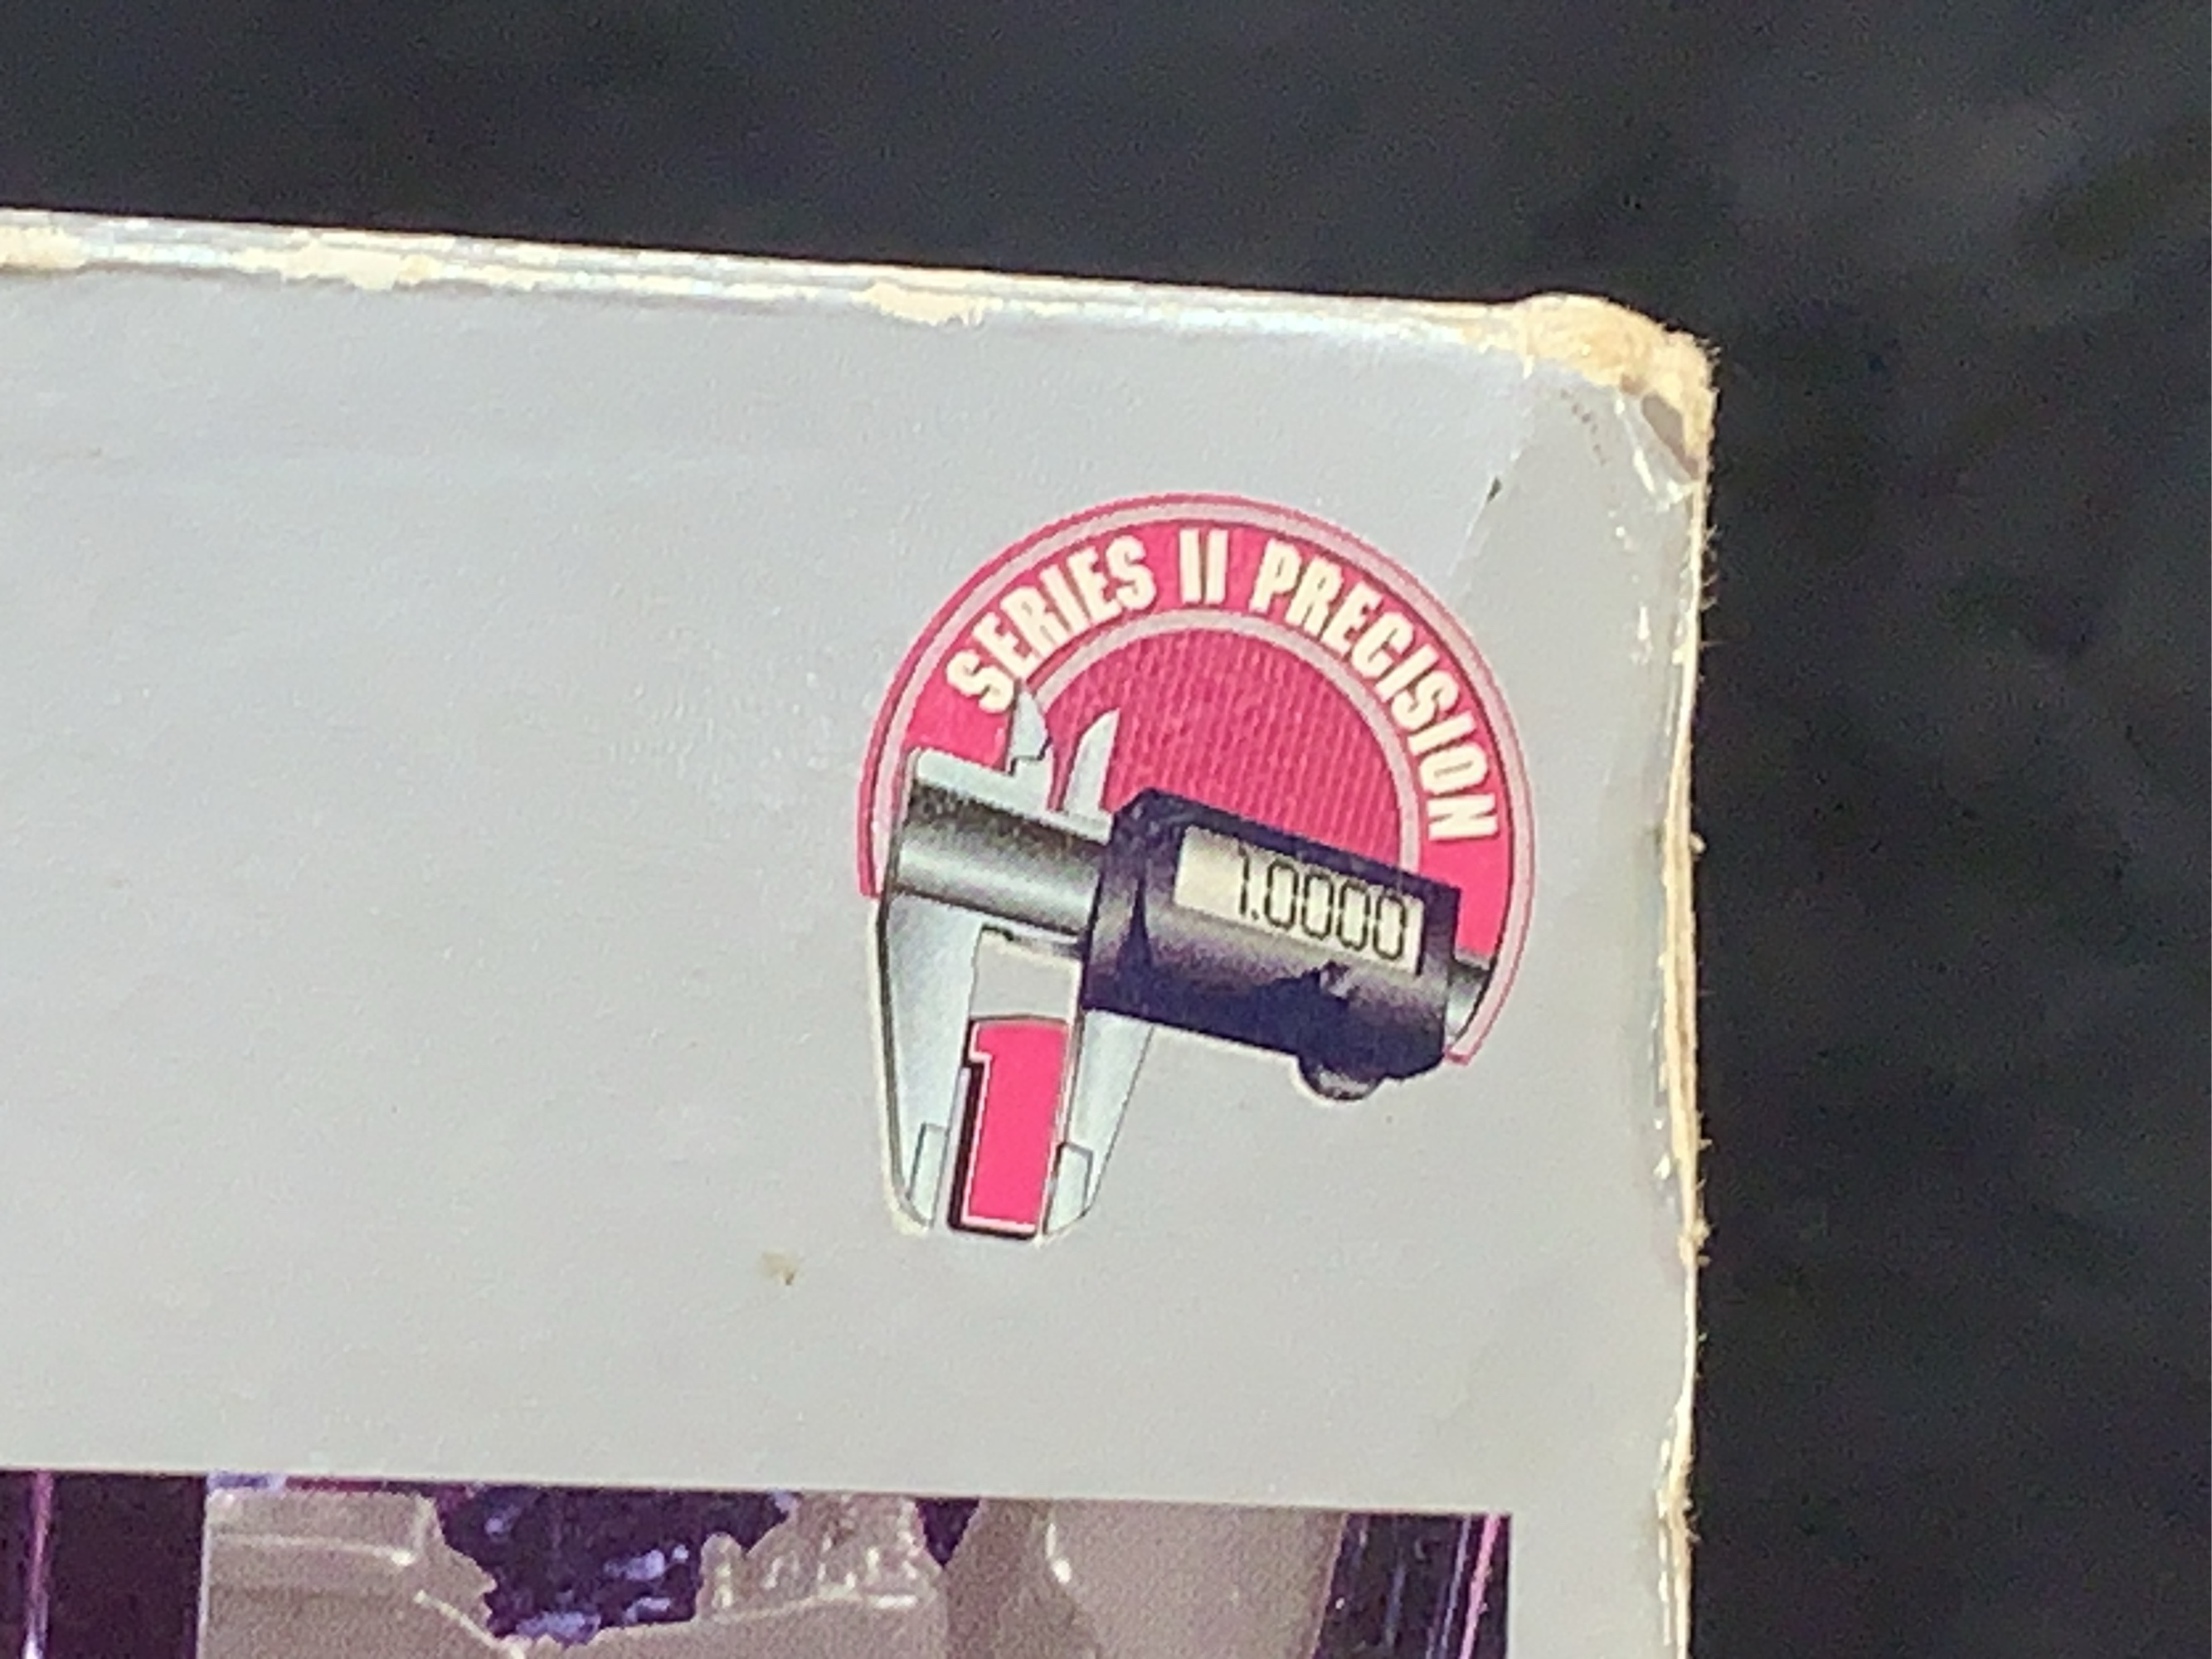 SERIES II PRECISION
1.0000
1